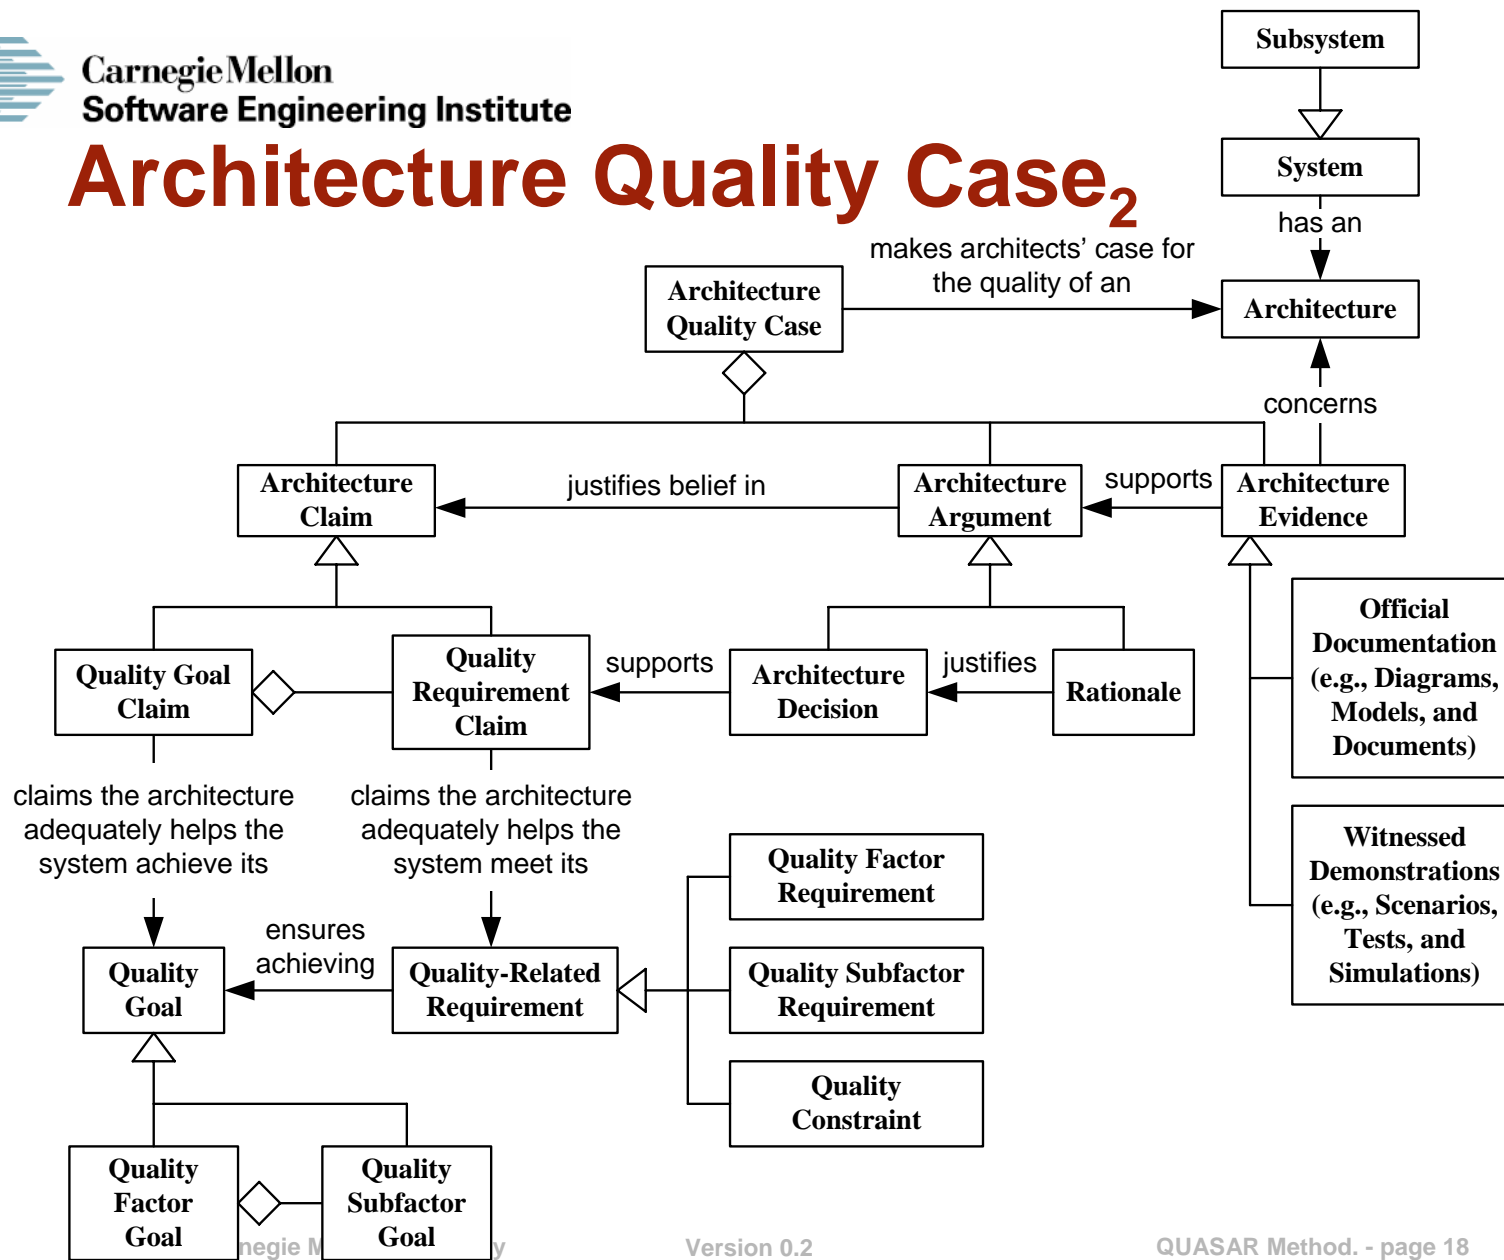 Carnegie Mellon
Software Engineering Institute
Architecture Quality Case2
Subsystem
System
has an
makes architects' case for
the quality of an
Architecture
Quality Case
Architecture
concerns
Architecture
Claim
justifies belief in
Architecture
Argument
supports
Architecture
Evidence
Official
Documentation
(e.g., Diagrams,
Models, and
Documents)
Quality Goal
Claim
Quality
Requirement
Claim
supports
Architecture
Decision
justifies
Rationale
claims the architecture
adequately helps the
system achieve its
claims the architecture
adequately helps the
system meet its
Witnessed
Demonstrations
(e.g., Scenarios,
Tests, and
Simulations)
Quality Factor
Requirement
Quality
Goal
ensures
achieving
Quality-Related
Requirement
Quality Subfactor
Requirement
Quality
Constraint
Quality
Factor
Goal
Quality
Subfactor
Goal
Version 0.2
QUASAR Method. - page 18